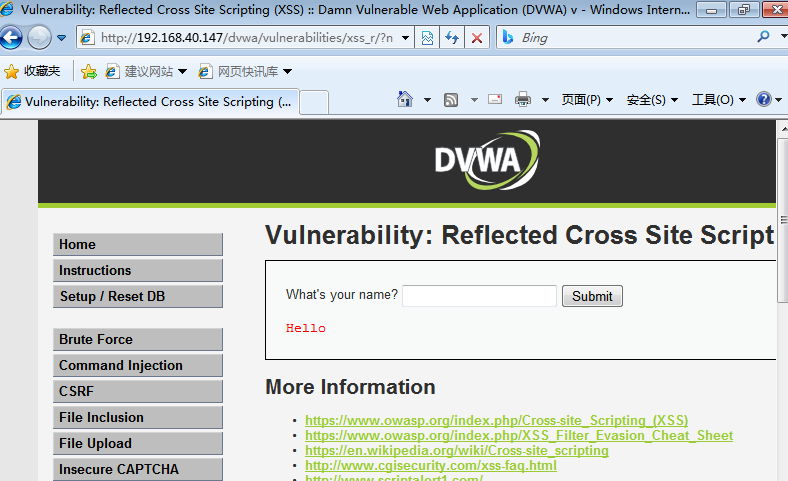 Vulnerability: Reflected Cross Site Scripting (XSS) :: Damn Vulnerable Web Application (DVWA) v - Windows Intern...
http://192.168.40.147/dvwa/vulnerabilities/xss_r/?n
Bing
收藏夹 建议网站 网页快讯库
Vulnerability: Reflected Cross Site Scripting (... 页面(P) 安全(S) 工具(O)
DVWA
Vulnerability: Reflected Cross Site Script
Home
Instructions
Setup / Reset DB
Brute Force
Command Injection
CSRF
File Inclusion
File Upload
Insecure CAPTCHA
What's your name? Submit
Hello
More Information
• https://www.owasp.org/index.php/Cross-site_Scripting_(XSS)
• https://www.owasp.org/index.php/XSS_Filter_Evasion_Cheat_Sheet
• https://en.wikipedia.org/wiki/Cross-site_scripting
• http://www.cgisecurity.com/xss-faq.html
• http://www.scriptalert1.com/